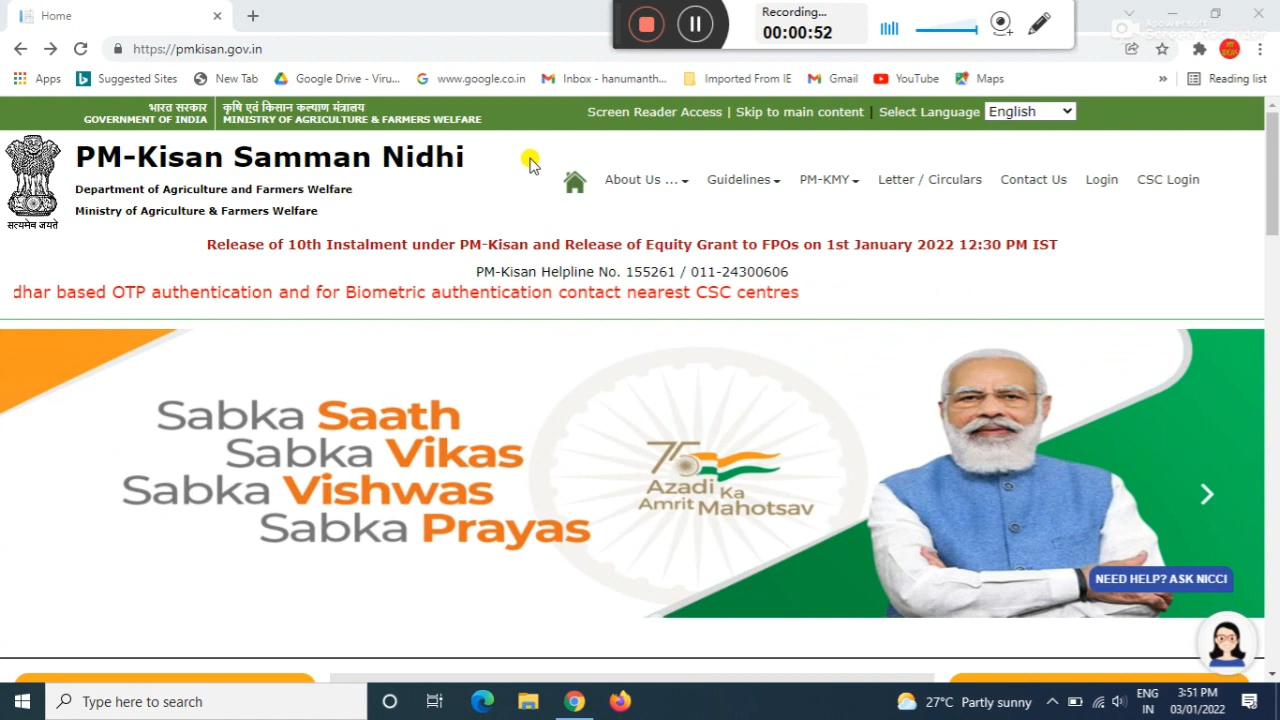 Home
Recording...
00:00:52
Apowersoft
Screen Recorder
https://pmkisan.gov.in
Apps
Suggested Sites
New Tab
Google Drive - Viru...
www.google.co.in
Inbox - hanumanth...
Imported From IE
Gmail
YouTube
Maps
»
Reading list
भारत सरकार
GOVERNMENT OF INDIA
कृषि एवं किसान कल्याण मंत्रालय
MINISTRY OF AGRICULTURE & FARMERS WELFARE
Screen Reader Access | Skip to main content | Select Language English
PM-Kisan Samman Nidhi
Department of Agriculture and Farmers Welfare
Ministry of Agriculture & Farmers Welfare
सत्यमेव जयते
About Us ...
Guidelines
PM-KMY
Letter / Circulars
Contact Us
Login
CSC Login
Release of 10th Instalment under PM-Kisan and Release of Equity Grant to FPOs on 1st January 2022 12:30 PM IST
PM-Kisan Helpline No. 155261 / 011-24300606
dhar based OTP authentication and for Biometric authentication contact nearest CSC centres
Sabka Saath
Sabka Vikas
Sabka Vishwas
Sabka Prayas
75
Azadi Ka
Amrit Mahotsav
NEED HELP? ASK NICCI
Type here to search
27°C Partly sunny
ENG
IN
3:51 PM
03/01/2022